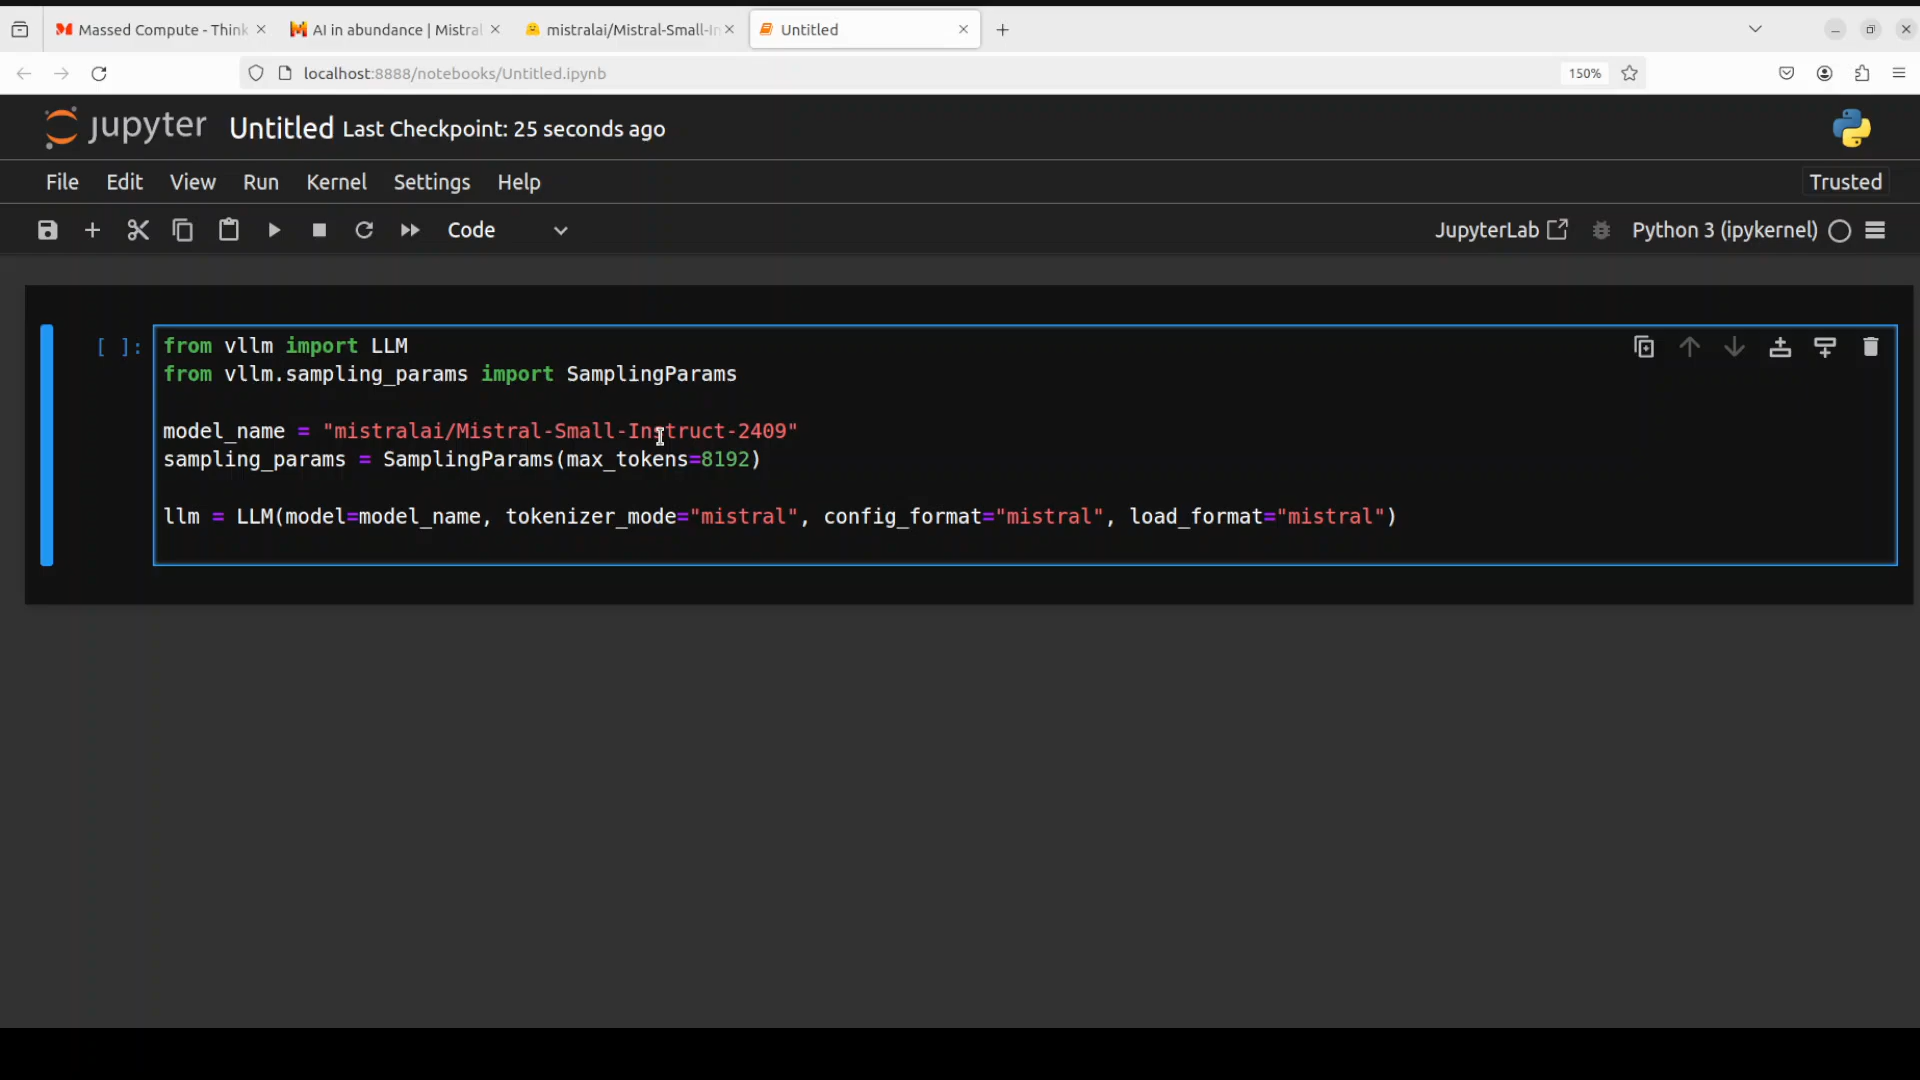 Massed Compute - Think
AI in abundance | Mistral
mistralai/Mistral-Small-In
Untitled
localhost:8888/notebooks/Untitled.ipynb
150%
jupyter
Untitled Last Checkpoint: 25 seconds ago
File Edit View Run Kernel Settings Help
Trusted
Code
JupyterLab
Python 3 (ipykernel)
[ ]:
from vllm import LLM
from vllm.sampling_params import SamplingParams
model_name = "mistralai/Mistral-Small-Instruct-2409"
sampling_params = SamplingParams(max_tokens=8192)
llm = LLM(model=model_name, tokenizer_mode="mistral", config_format="mistral", load_format="mistral")